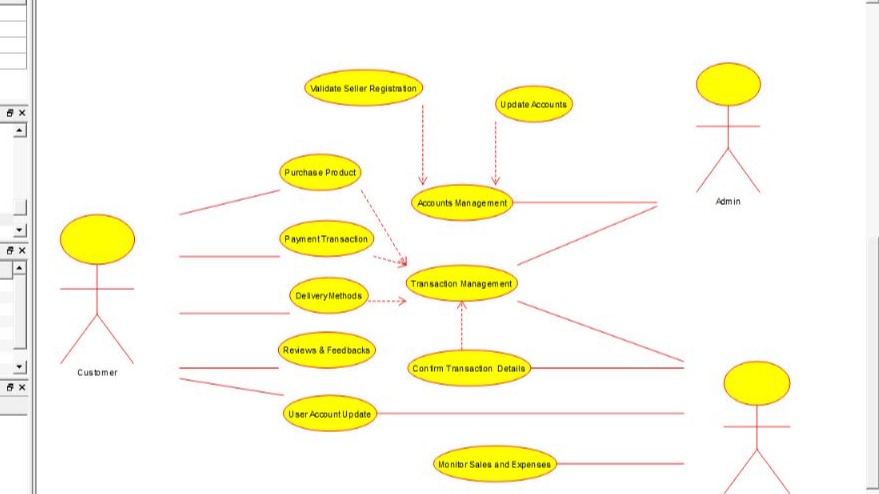 Validate Seller Registration
Update Accounts
Purchase Product
Accounts Management
Admin
Payment Transaction
Transaction Management
Delivery Methods
Reviews & Feedbacks
Confirm Transaction Details
Customer
User Account Update
Monitor Sales and Expenses